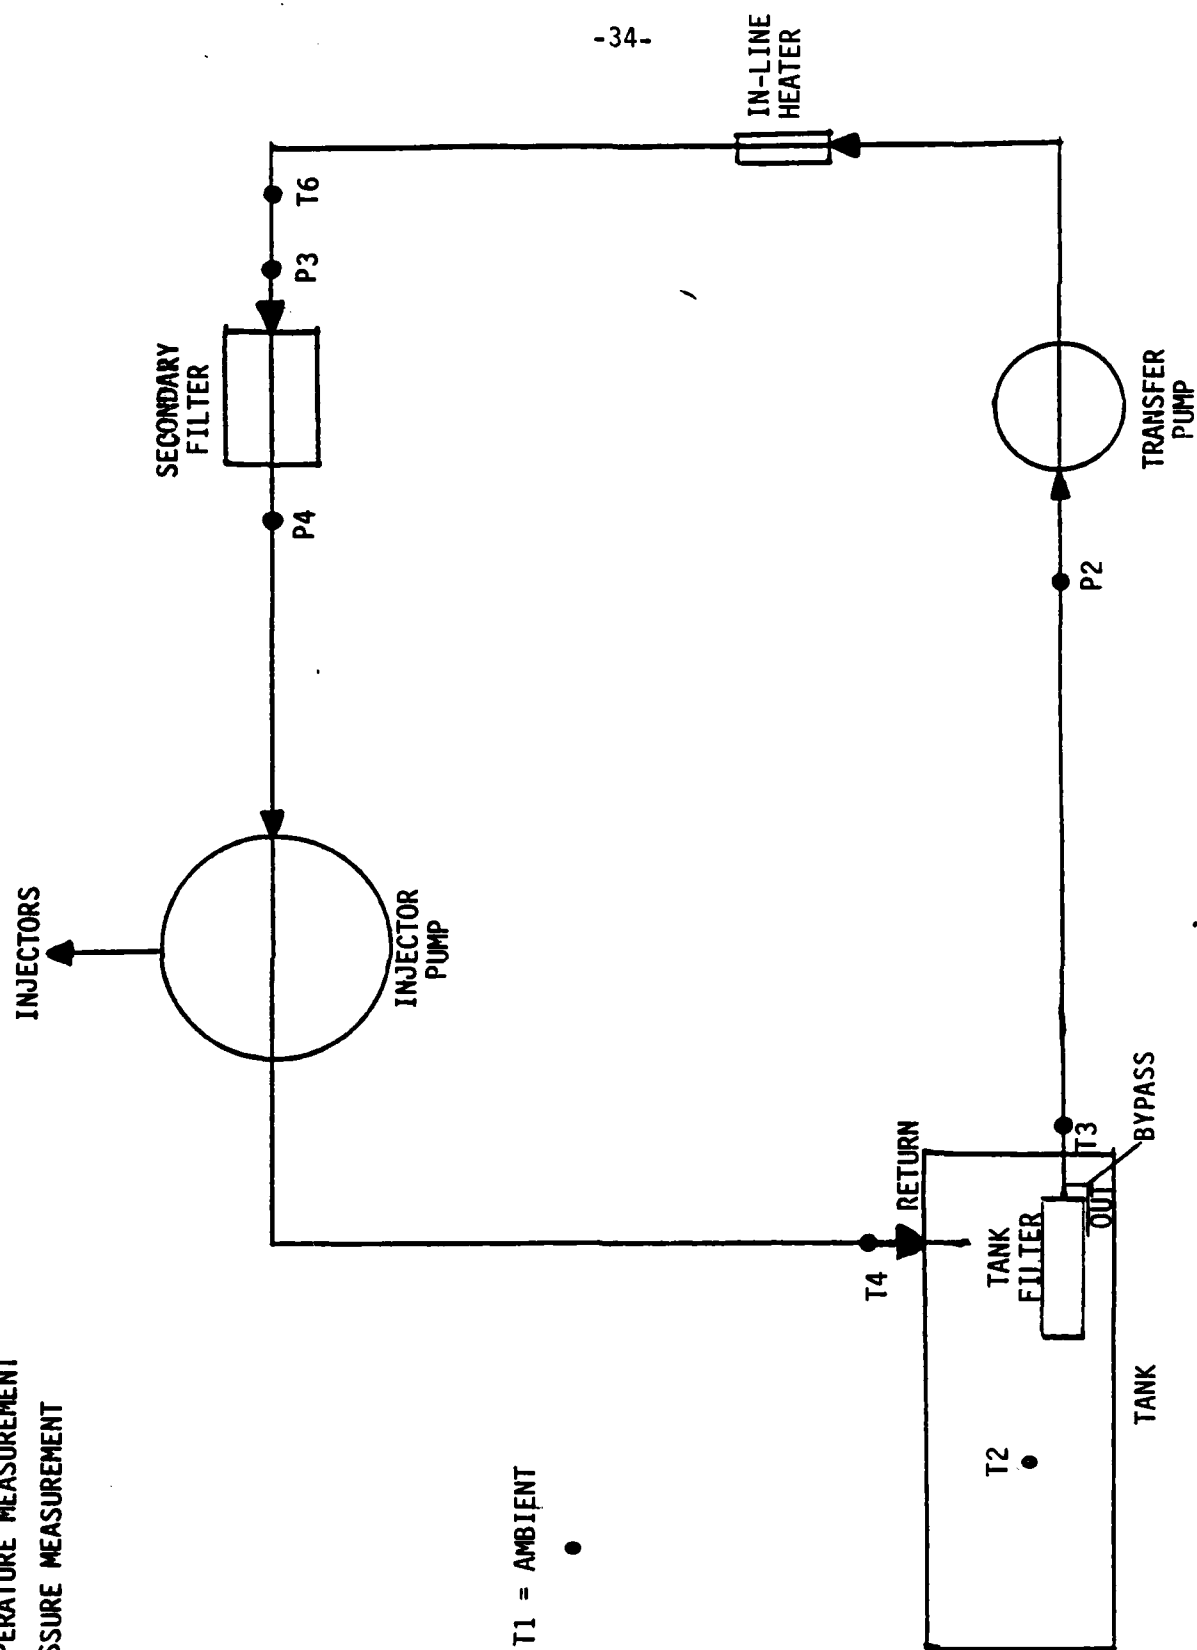 -34-
PERATURE MEASUREMENT
SSURE MEASUREMENT
INJECTORS
SECONDARY
FILTER
T6
P3
P4
INJECTOR
PUMP
IN-LINE
HEATER
T1 = AMBIENT
T4
RETURN
T2
TANK
FILTER
OUT
T3
BYPASS
TANK
P2
TRANSFER
PUMP